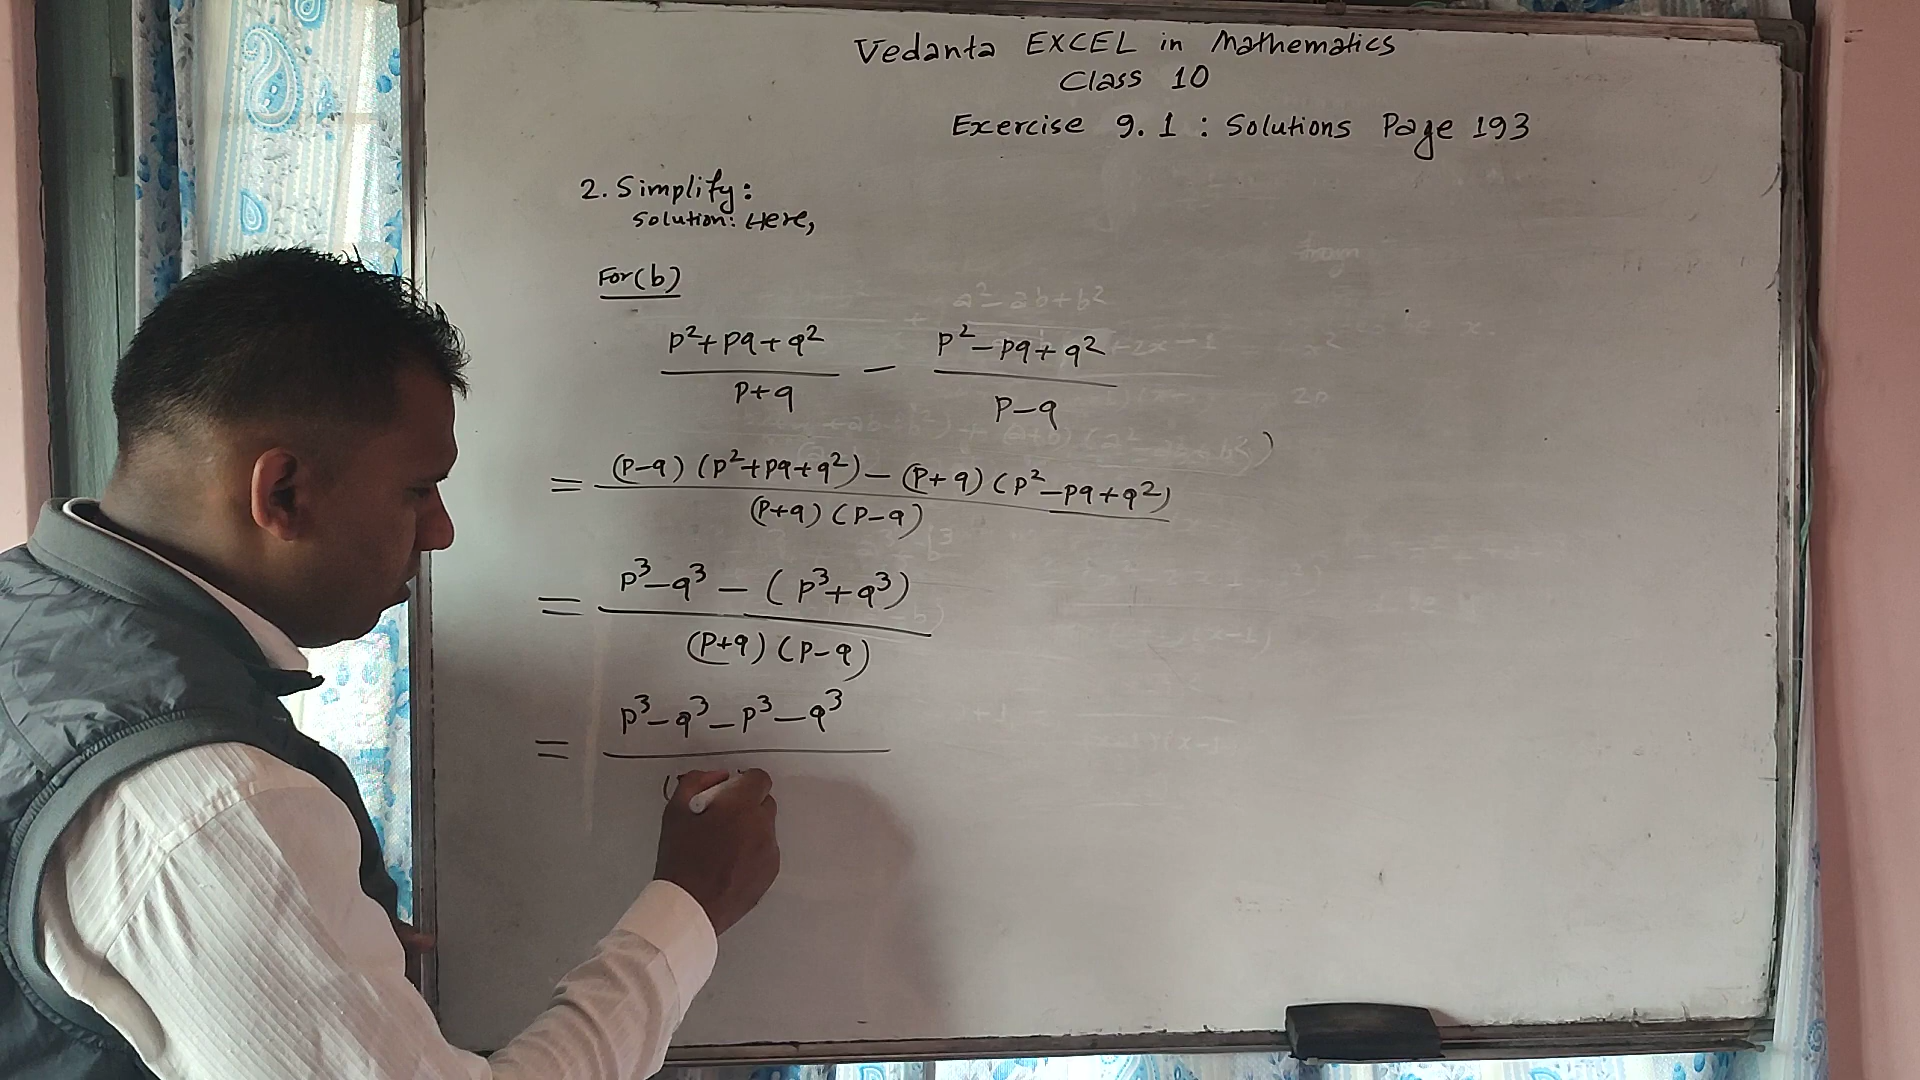 Vedanta EXCEL in Mathematics
Class 10
Exercise 9.1 : Solutions Page 193
2. Simplify:
Solution: Here,
For (b)
(p²+pq+q²)/(p+q) − (p²−pq+q²)/(p−q)
= ((p−q)(p²+pq+q²)−(p+q)(p²−pq+q²))/((p+q)(p−q))
= (p³−q³−(p³+q³))/((p+q)(p−q))
= p³−q³−p³−q³